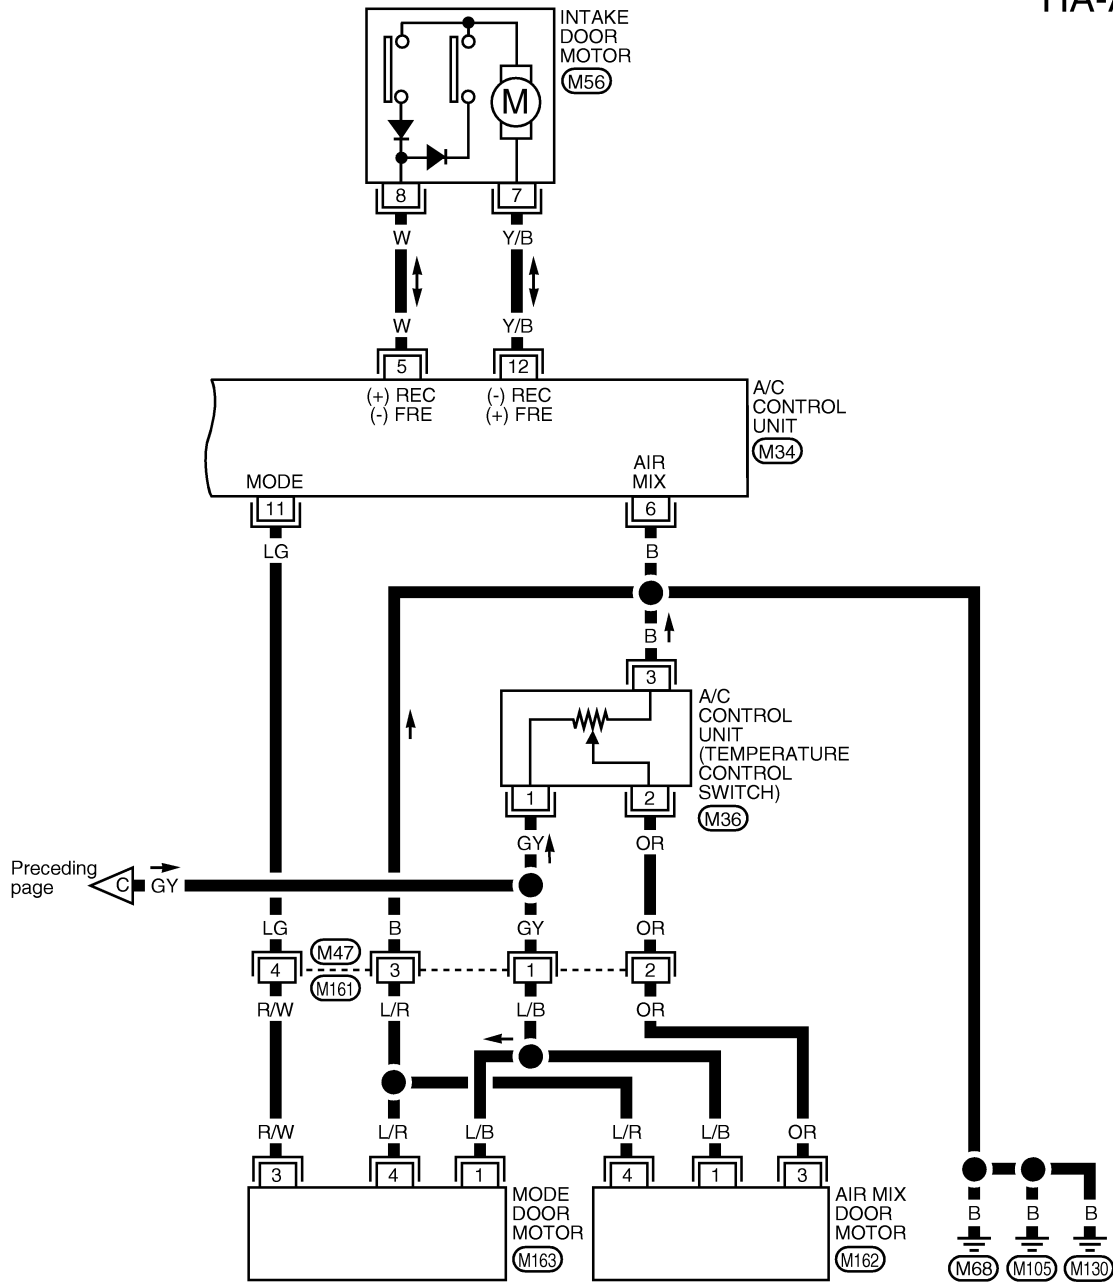 INTAKE
DOOR
MOTOR
M56
M
8
7
W
Y/B
W
Y/B
5
12
(+) REC
(-) FRE
(-) REC
(+) FRE
A/C
CONTROL
UNIT
M34
MODE
AIR
MIX
11
6
LG
B
B
3
A/C
CONTROL
UNIT
(TEMPERATURE
CONTROL
SWITCH)
M36
1
2
GY
OR
Preceding
page
C
GY
LG
B
GY
OR
M47
4
3
1
2
M161
R/W
L/R
L/B
OR
R/W
L/R
L/B
L/R
L/B
OR
3
4
1
4
1
3
MODE
DOOR
MOTOR
M163
AIR MIX
DOOR
MOTOR
M162
B
B
B
M68
M105
M130